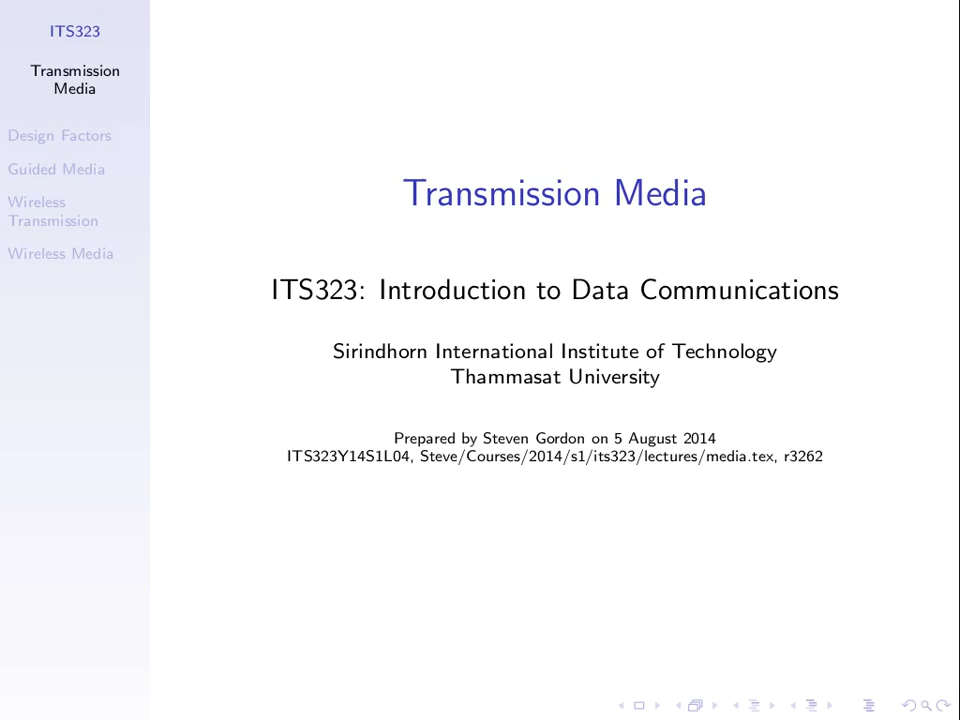 ITS323
Transmission
Media
Design Factors
Guided Media
Wireless
Transmission
Wireless Media
Transmission Media
ITS323: Introduction to Data Communications
Sirindhorn International Institute of Technology
Thammasat University
Prepared by Steven Gordon on 5 August 2014
ITS323Y14S1L04, Steve/Courses/2014/s1/its323/lectures/media.tex, r3262